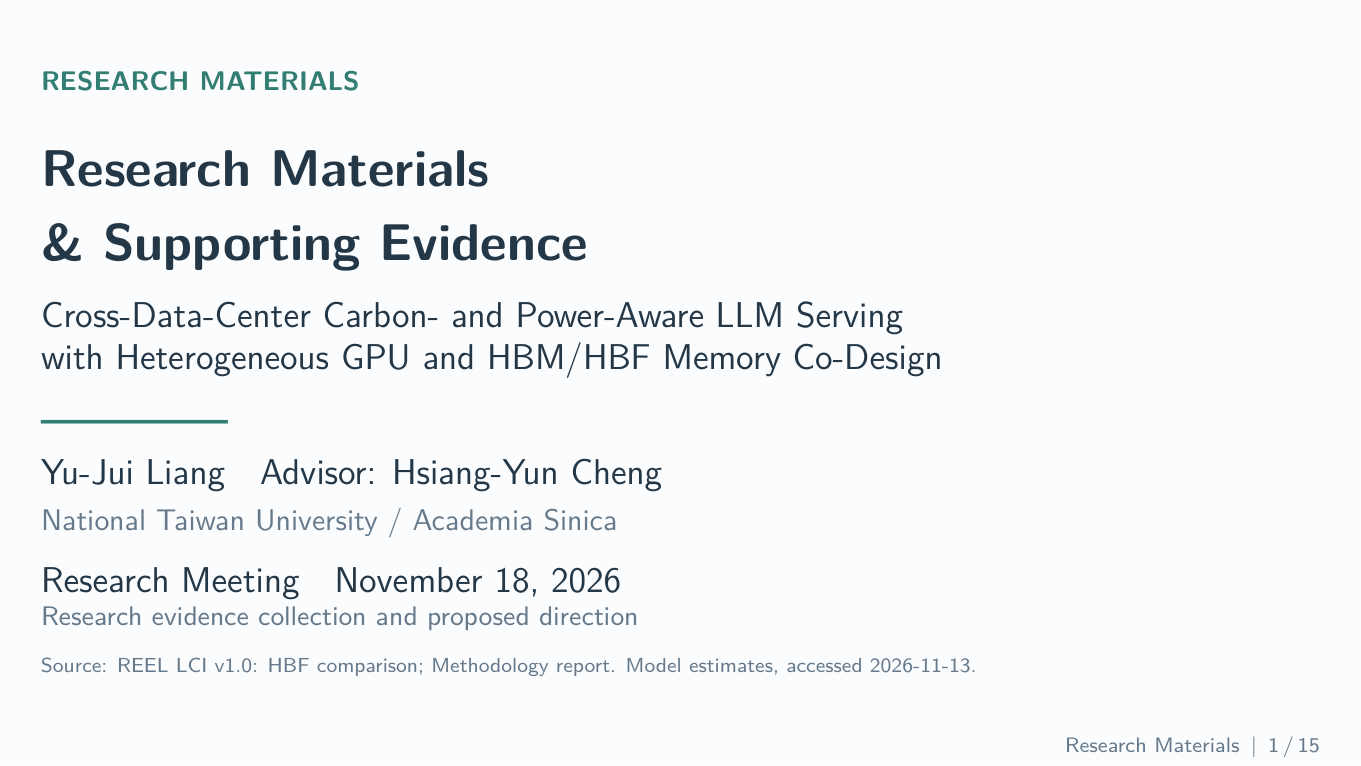 RESEARCH MATERIALS
Research Materials
& Supporting Evidence
Cross-Data-Center Carbon- and Power-Aware LLM Serving
with Heterogeneous GPU and HBM/HBF Memory Co-Design
Yu-Jui Liang Advisor: Hsiang-Yun Cheng
National Taiwan University / Academia Sinica
Research Meeting November 18, 2026
Research evidence collection and proposed direction
Source: REEL LCI v1.0: HBF comparison; Methodology report. Model estimates, accessed 2026-11-13.
Research Materials | 1 / 15